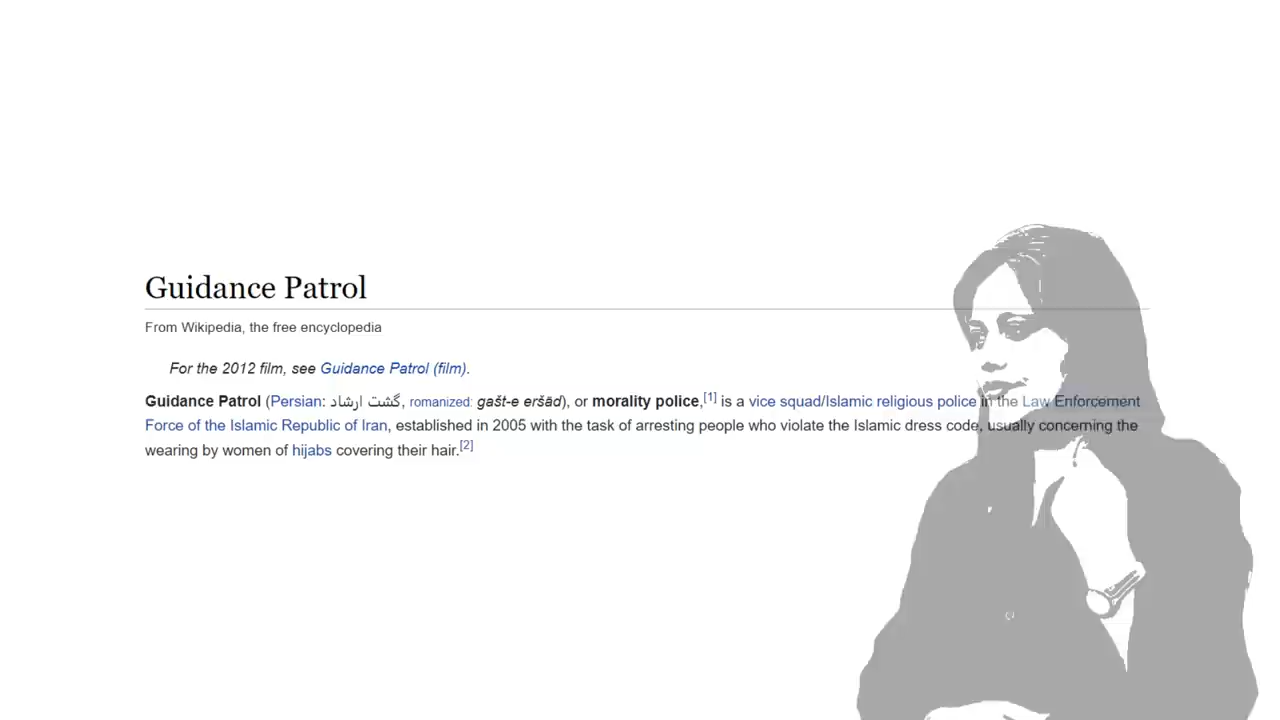 Guidance Patrol
From Wikipedia, the free encyclopedia
For the 2012 film, see Guidance Patrol (film).
Guidance Patrol (Persian: گشت ارشاد, romanized: gašt-e eršād), or morality police,[1] is a vice squad/Islamic religious police in the Law Enforcement
Force of the Islamic Republic of Iran, established in 2005 with the task of arresting people who violate the Islamic dress code, usually concerning the
wearing by women of hijabs covering their hair.[2]